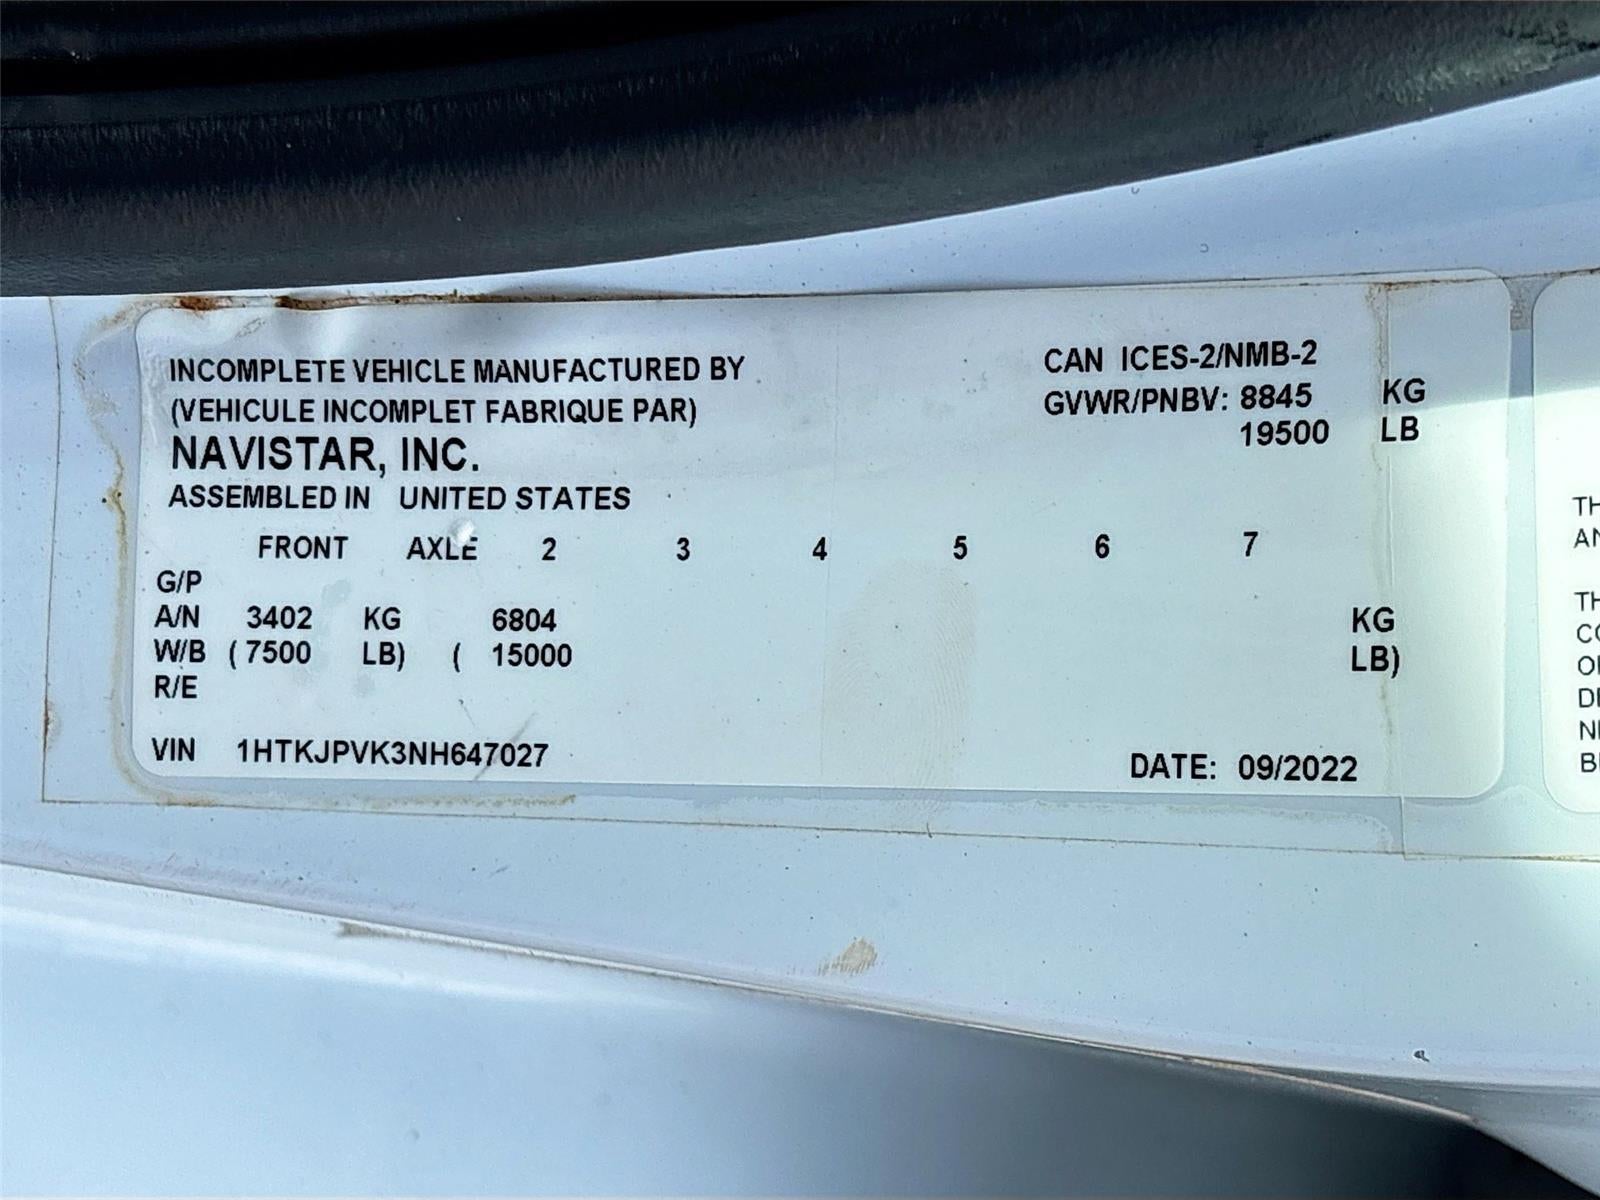 INCOMPLETE VEHICLE MANUFACTURED BY
(VEHICULE INCOMPLET FABRIQUE PAR)
NAVISTAR, INC.
ASSEMBLED IN UNITED STATES
CAN ICES-2/NMB-2
GVWR/PNBV: 8845 KG
19500 LB
FRONT AXLE 2 3 4 5 6 7
G/P
A/N 3402 KG 6804 KG
W/B ( 7500 LB) ( 15000 LB)
R/E
VIN 1HTKJPVK3NH647027
DATE: 09/2022